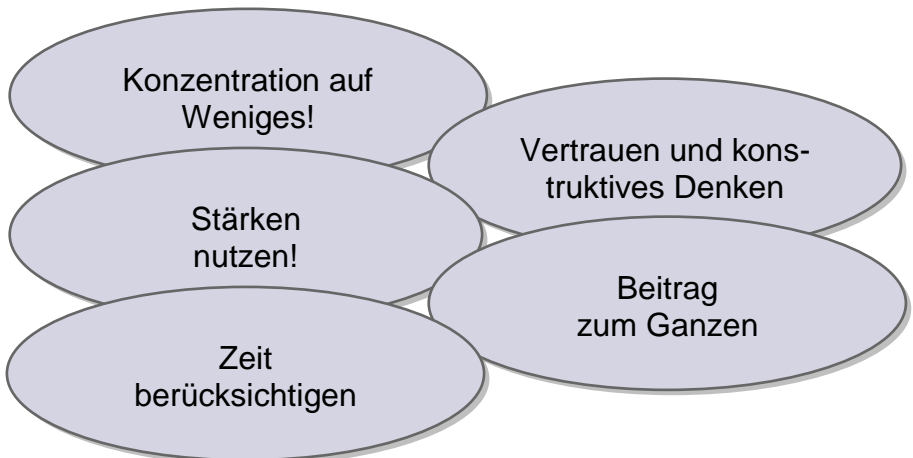 Konzentration auf
Weniges!
Vertrauen und kons-
truktives Denken
Stärken
nutzen!
Beitrag
zum Ganzen
Zeit
berücksichtigen